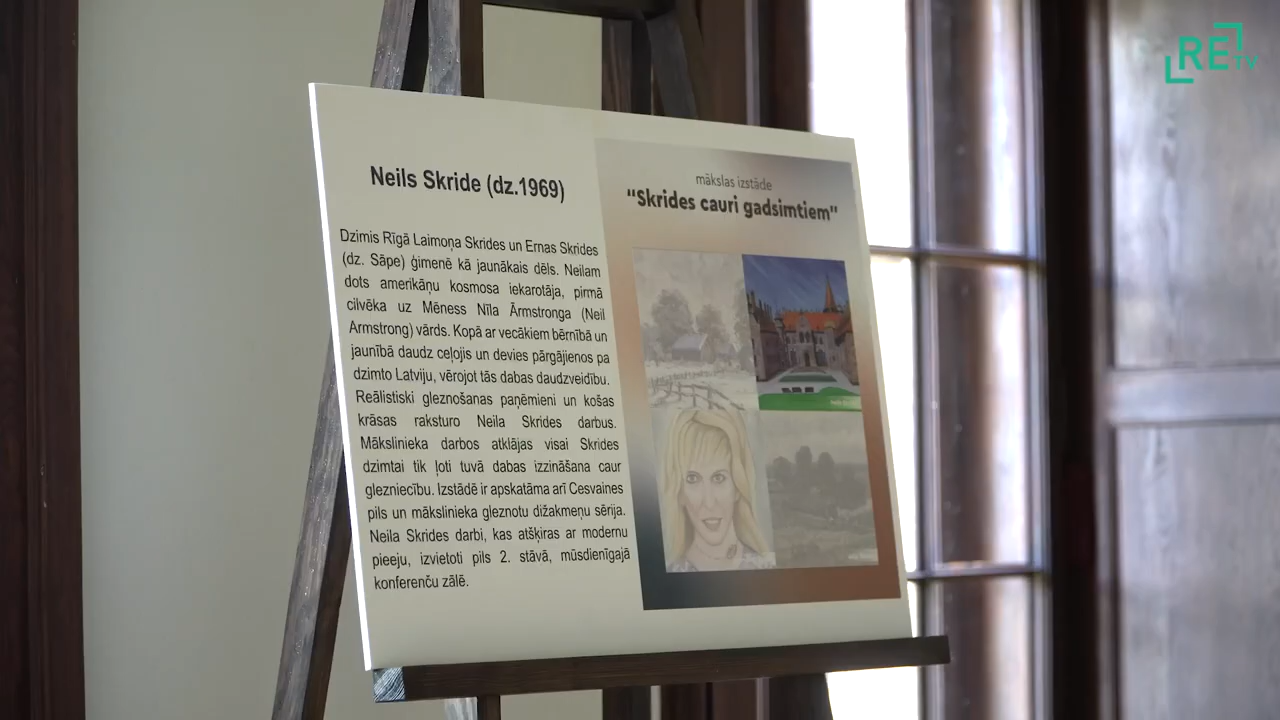 RE TV
Neils Skride (dz.1969)
Dzimis Rīgā Laimoņa Skrides un Ernas Skrides
(dz. Sāpe) ģimenē kā jaunākais dēls. Neilam
dots amerikāņu kosmosa iekarotāja, pirmā
cilvēka uz Mēness Nīla Ārmstronga (Neil
Armstrong) vārds. Kopā ar vecākiem bērnībā un
jaunībā daudz ceļojis un devies pārgājienos pa
dzimto Latviju, vērojot tās dabas daudzveidību.
Reālistiski gleznošanas paņēmieni un košas
krāsas raksturo Neila Skrides darbus.
Mākslinieka darbos atklājas visai Skrides
dzimtai tik ļoti tuvā dabas izzināšana caur
glezniecību. Izstādē ir apskatāma arī Cesvaines
pils un mākslinieka gleznotu dižakmeņu sērija.
Neila Skrides darbi, kas atšķiras ar modernu
pieeju, izvietoti pils 2. stāvā, mūsdienīgajā
konferenču zālē.
mākslas izstāde
"Skrides cauri gadsimtiem"